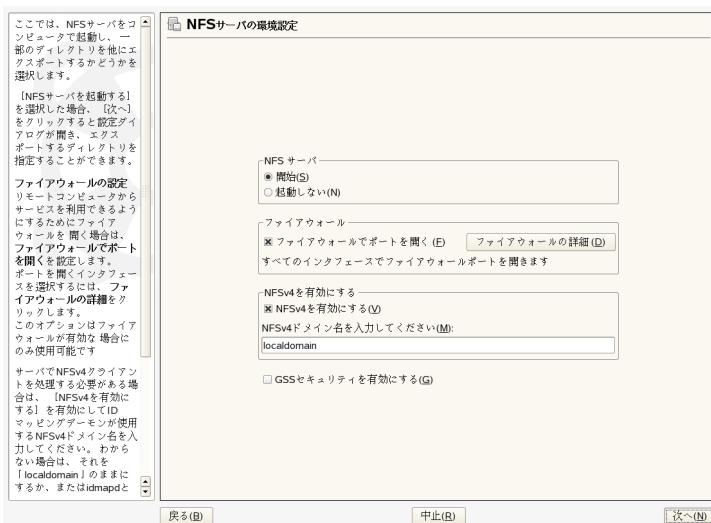 ここでは、NFSサーバをコ
ンピュータで起動し、 一
部のディレクトリを他にエ
クスポートするかどうかを
選択します。
［NFSサーバを起動する］
を選択した場合、［次へ］
をクリックすると設定ダイ
アログが開き、 エクス
ポートするディレクトリを
指定することができます。
ファイアウォールの設定
リモートコンピュータから
サービスを利用できるよう
にするためにファイア
ウォールを 開く場合は、
ファイアウォールでポート
を開くを設定します。
ポートを開くインタフェー
スを選択するには、 ファ
イアウォールの詳細をク
リックします。
このオプションはファイア
ウォールが有効な 場合に
のみ使用可能です
サーバでNFSv4クライアン
トを処理する必要がある場
合は、 ［NFSv4を有効に
する］を有効にしてID
マッピングデーモンが使用
するNFSv4ドメイン名を入
力してください。 わから
ない場合は、 それを
「localdomain」のままに
するか、またはidmapdと
NFSサーバの環境設定
NFS サーバ
開始(S)
起動しない(N)
ファイアウォール
ファイアウォールでポートを開く(F)
ファイアウォールの詳細(D)
すべてのインタフェースでファイアウォールポートを開きます
NFSv4を有効にする
NFSv4を有効にする(V)
NFSv4ドメイン名を入力してください(M):
localdomain
GSSセキュリティを有効にする(G)
戻る(B)
中止(R)
次へ(N)